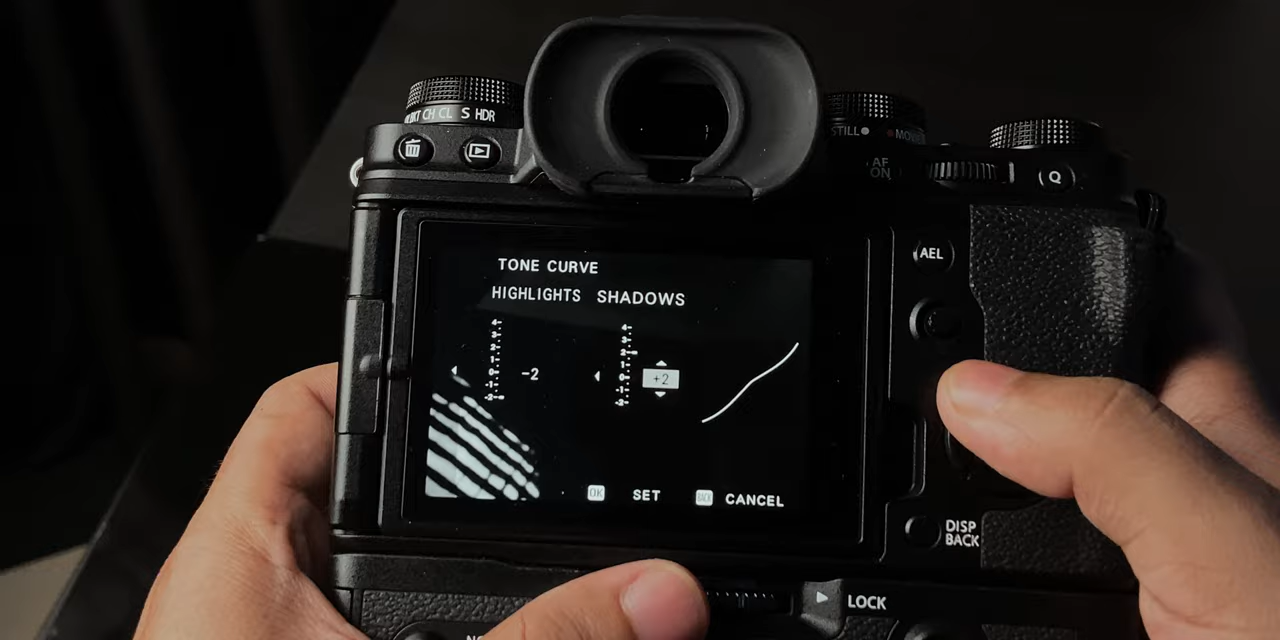 CH CL S HDR
STILL
AF
ON
Q
AEL
TONE CURVE
HIGHLIGHTS SHADOWS
-2
+2
OK SET BACK CANCEL
DISP
BACK
LOCK